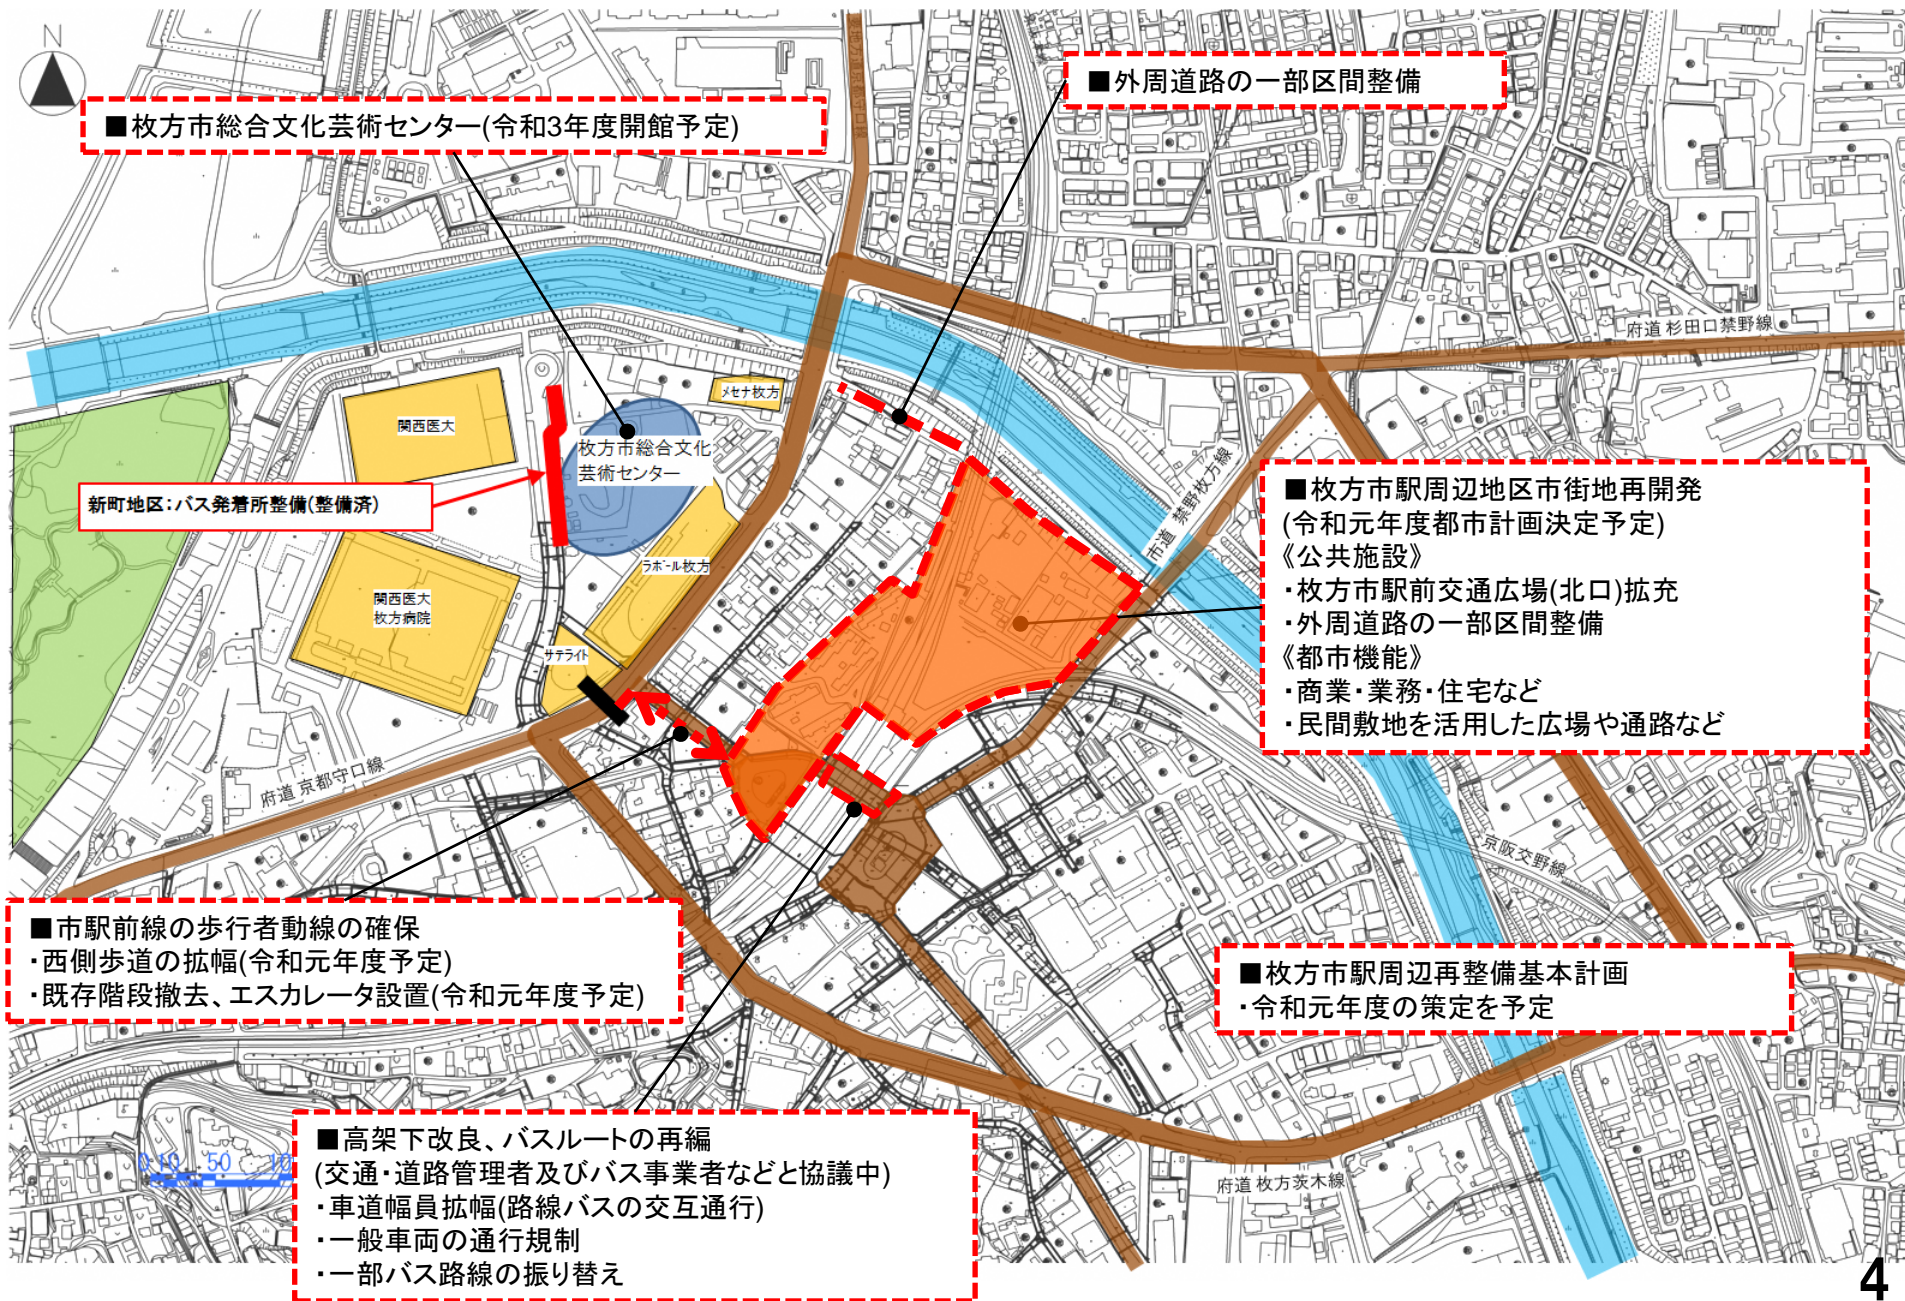 N
■外周道路の一部区間整備
■枚方市総合文化芸術センター(令和3年度開館予定)
府道 杉田口禁野線
メセナ枚方
関西医大
枚方市総合文化
芸術センター
市道 禁野枚方線
新町地区:バス発着所整備(整備済)
■枚方市駅周辺地区市街地再開発
(令和元年度都市計画決定予定)
《公共施設》
・枚方市駅前交通広場(北口)拡充
・外周道路の一部区間整備
《都市機能》
・商業・業務・住宅など
・民間敷地を活用した広場や通路など
ラポール枚方
関西医大
枚方病院
サテライト
府道 京都守口線
京阪交野線
■市駅前線の歩行者動線の確保
・西側歩道の拡幅(令和元年度予定)
・既存階段撤去、エスカレータ設置(令和元年度予定)
■枚方市駅周辺再整備基本計画
・令和元年度の策定を予定
■高架下改良、バスルートの再編
(交通・道路管理者及びバス事業者などと協議中)
・車道幅員拡幅(路線バスの交互通行)
・一般車両の通行規制
・一部バス路線の振り替え
0 10 50 10
府道 枚方茨木線
4